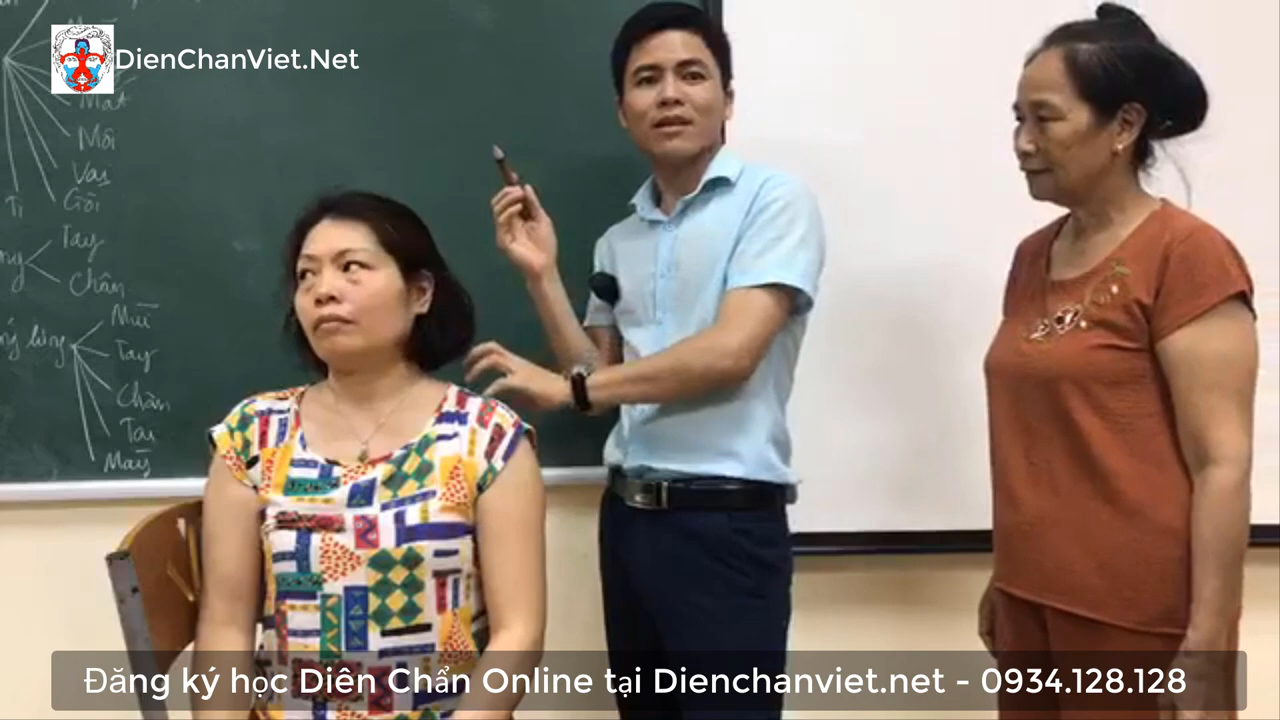 DienChanViet.Net
Mắt
Môi
Vai
Gối
Tay
Chân
Mũi
Tay
Chân
Tai
Đăng ký học Diện Chẩn Online tại Dienchanviet.net - 0934.128.128